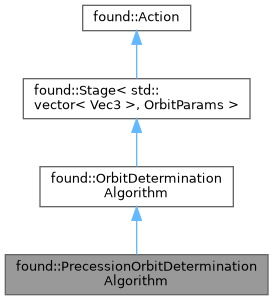 found::Action
found::Stage< std::
vector< Vec3 >, OrbitParams >
found::OrbitDetermination
Algorithm
found::PrecessionOrbitDetermination
Algorithm